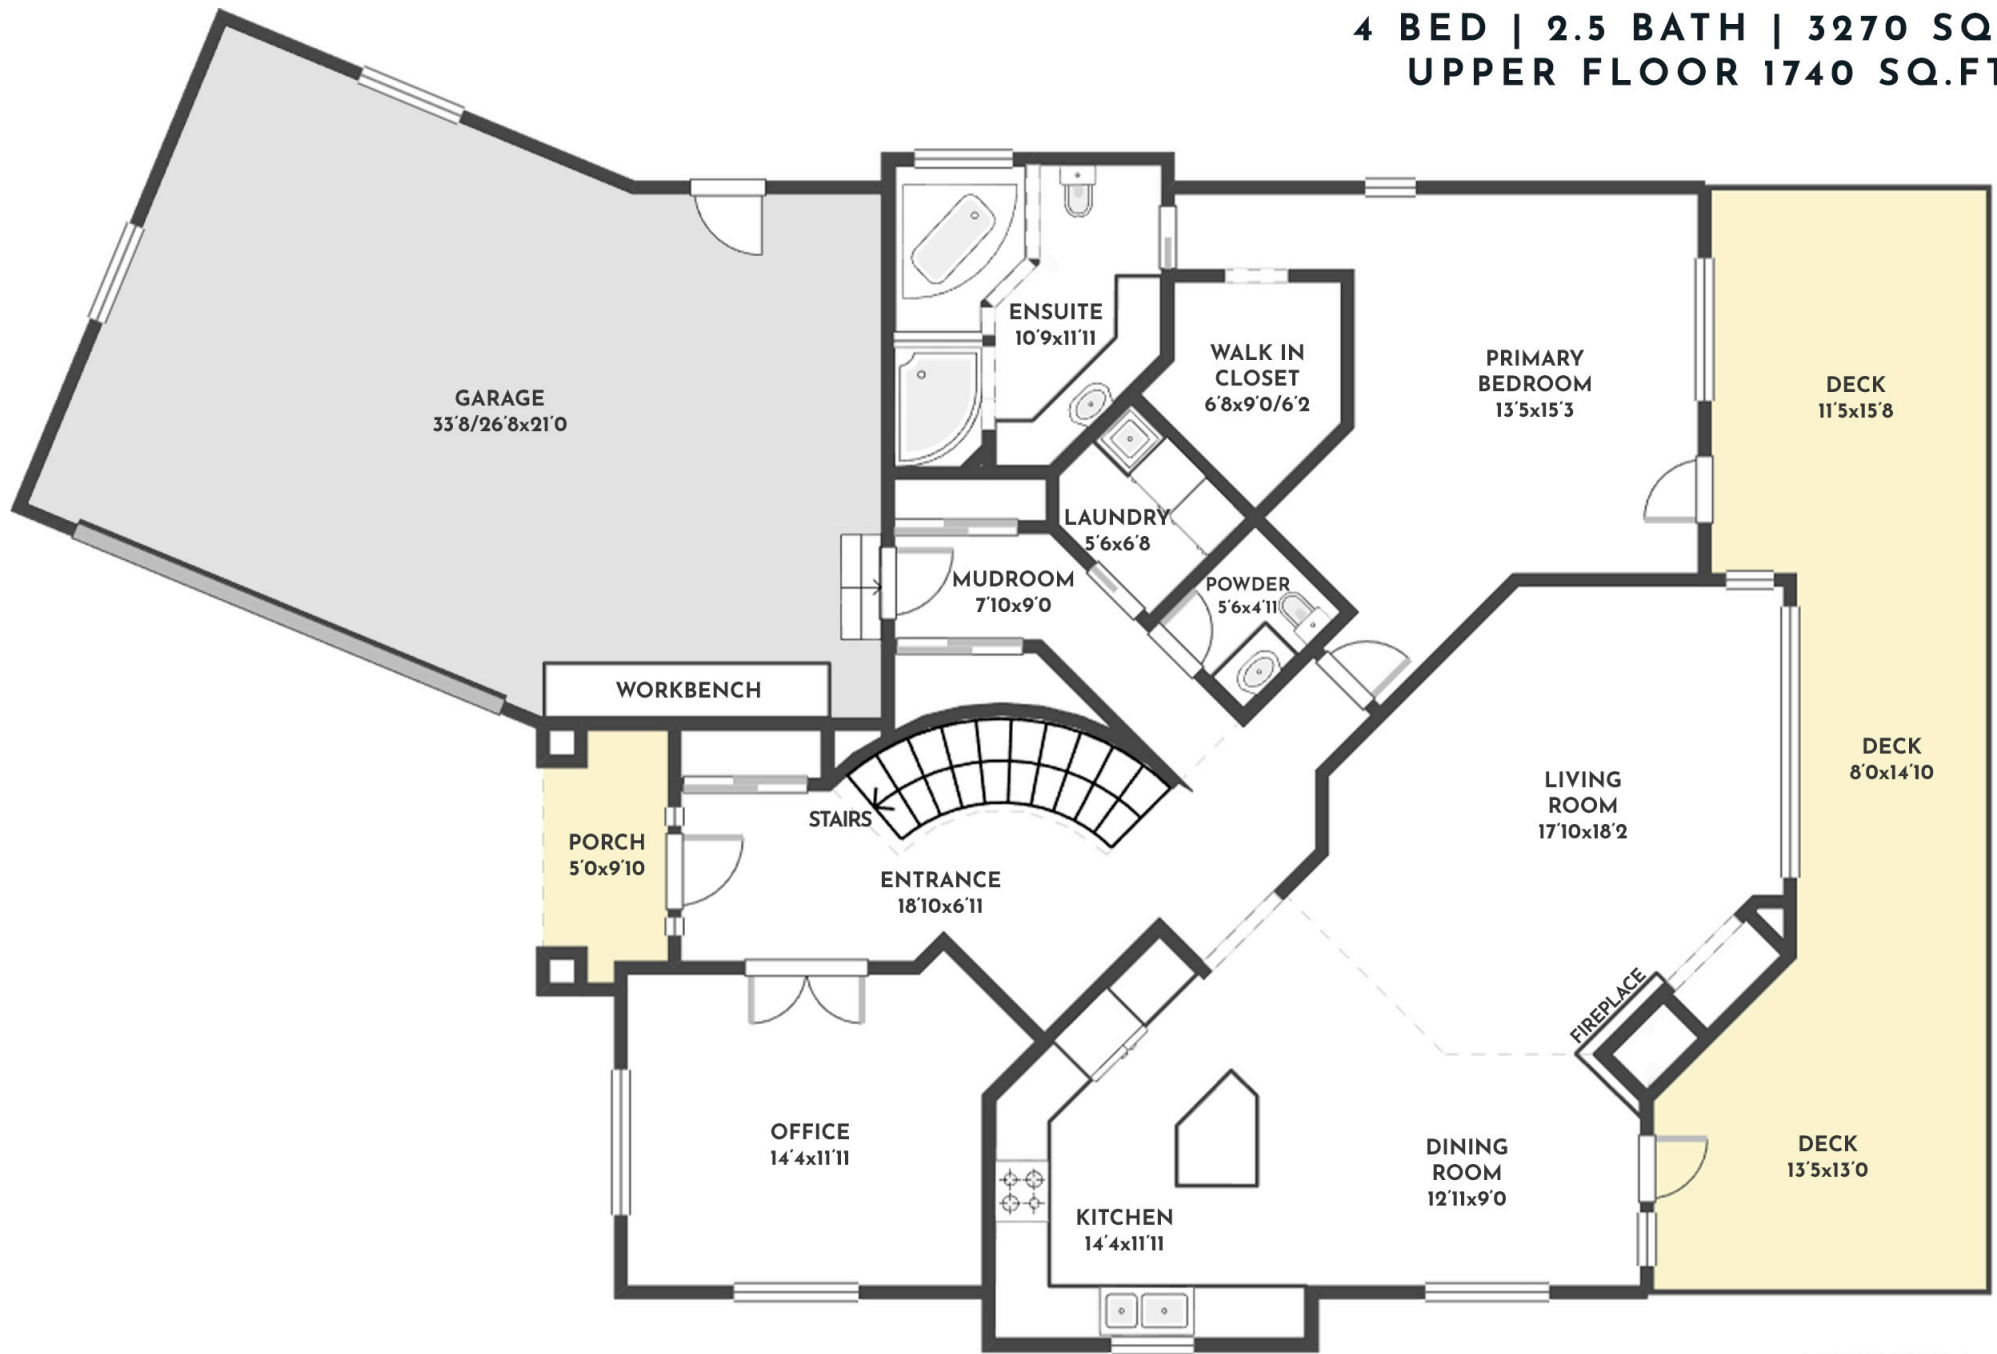 4 BED | 2.5 BATH | 3270 SQ
UPPER FLOOR 1740 SQ.FT
GARAGE
33'8/26'8x21'0
WORKBENCH
ENSUITE
10'9x11'11
WALK IN
CLOSET
6'8x9'0/6'2
PRIMARY
BEDROOM
13'5x15'3
DECK
11'5x15'8
LAUNDRY
5'6x6'8
MUDROOM
7'10x9'0
POWDER
5'6x4'11
STAIRS
PORCH
5'0x9'10
ENTRANCE
18'10x6'11
LIVING
ROOM
17'10x18'2
DECK
8'0x14'10
FIREPLACE
OFFICE
14'4x11'11
KITCHEN
14'4x11'11
DINING
ROOM
12'11x9'0
DECK
13'5x13'0